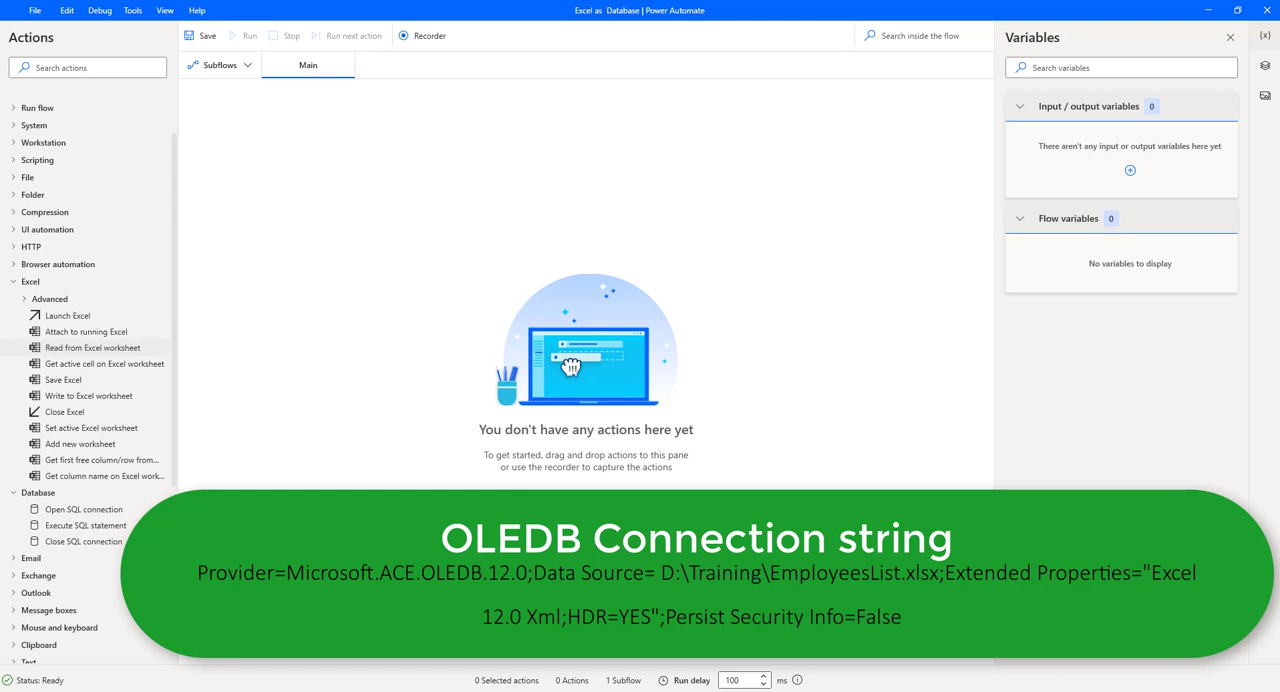 File Edit Debug Tools View Help
Excel as Database | Power Automate
Actions
Search actions
Run flow
System
Workstation
Scripting
File
Folder
Compression
UI automation
HTTP
Browser automation
Excel
Advanced
Launch Excel
Attach to running Excel
Read from Excel worksheet
Get active cell on Excel worksheet
Save Excel
Write to Excel worksheet
Close Excel
Set active Excel worksheet
Add new worksheet
Get first free column/row from...
Get column name on Excel work...
Database
Open SQL connection
Execute SQL statement
Close SQL connection
Email
Exchange
Outlook
Message boxes
Mouse and keyboard
Clipboard
Text
Save Run Stop Run next action Recorder
Search inside the flow
Subflows Main
You don't have any actions here yet
To get started, drag and drop actions to this pane
or use the recorder to capture the actions
Variables
{x}
Search variables
Input / output variables 0
There aren't any input or output variables here yet
Flow variables 0
No variables to display
OLEDB Connection string
Provider=Microsoft.ACE.OLEDB.12.0;Data Source= D:\Training\EmployeesList.xlsx;Extended Properties="Excel
12.0 Xml;HDR=YES";Persist Security Info=False
Status: Ready
0 Selected actions 0 Actions 1 Subflow Run delay 100 ms